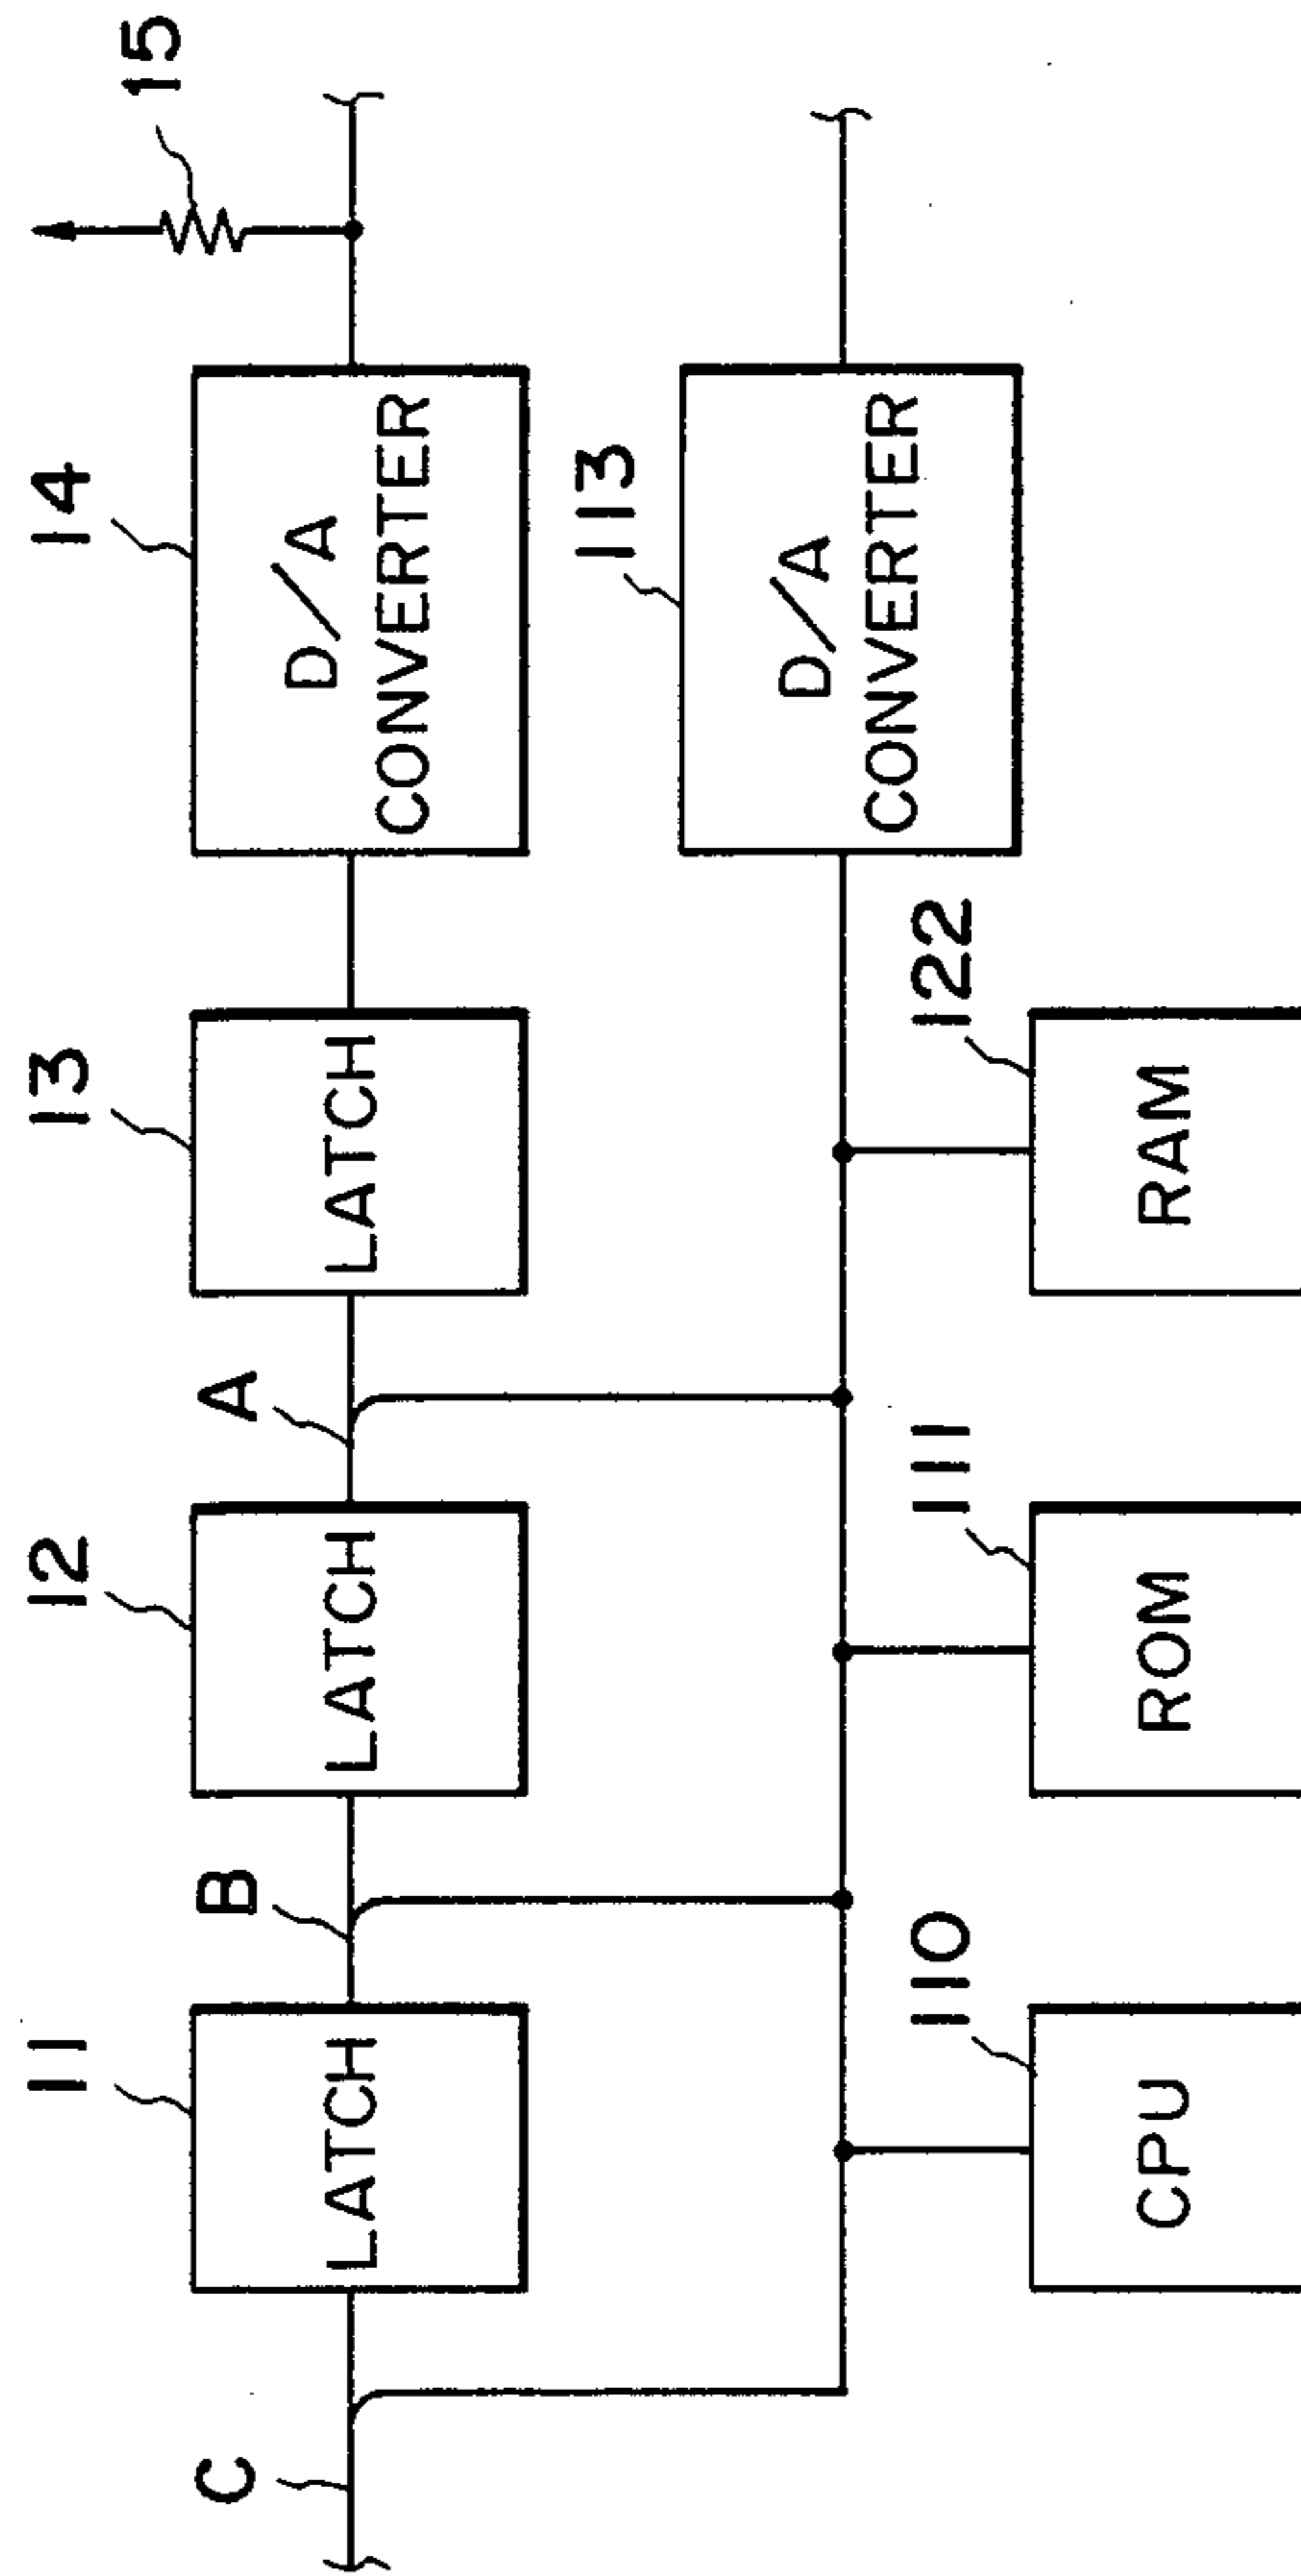 11
12
13
14
15
C
B
A
LATCH
LATCH
LATCH
D/A
CONVERTER
110
111
122
113
CPU
ROM
RAM
D/A
CONVERTER